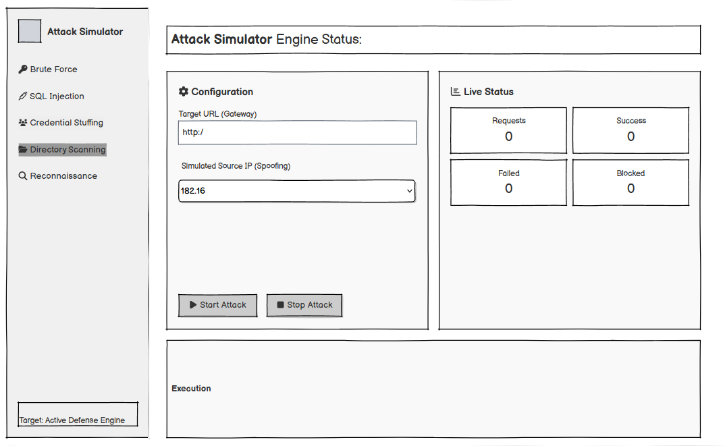 Attack Simulator
Brute Force
SQL Injection
Credential Stuffing
Directory Scanning
Reconnaissance
Target: Active Defense Engine
Attack Simulator Engine Status:
Configuration
Target URL (Gateway)
http:/
Simulated Source IP (Spoofing)
182.16
Start Attack
Stop Attack
Live Status
Requests
0
Success
0
Failed
0
Blocked
0
Execution